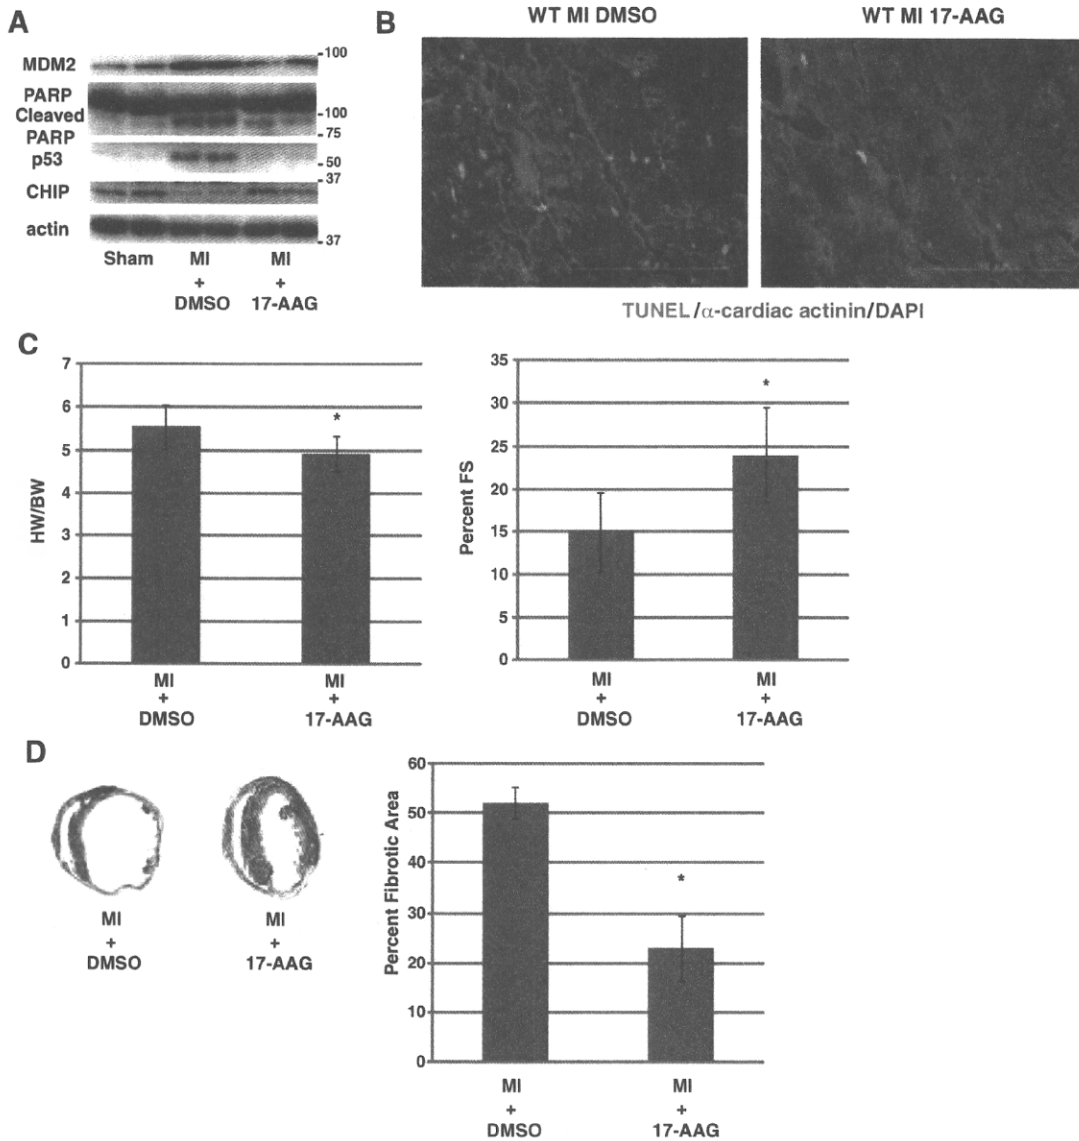 A
MDM2
PARP
Cleaved
PARP
p53
CHIP
actin
100
100
75
50
37
37
Sham
MI
+
DMSO
MI
+
17-AAG
B
WT MI DMSO
WT MI 17-AAG
TUNEL/α-cardiac actinin/DAPI
C
HW/BW
7
6
5
4
3
2
1
0
*
MI
+
DMSO
MI
+
17-AAG
Percent FS
35
30
25
20
15
10
5
0
*
MI
+
DMSO
MI
+
17-AAG
D
MI
+
DMSO
MI
+
17-AAG
Percent Fibrotic Area
60
50
40
30
20
10
0
*
MI
+
DMSO
MI
+
17-AAG